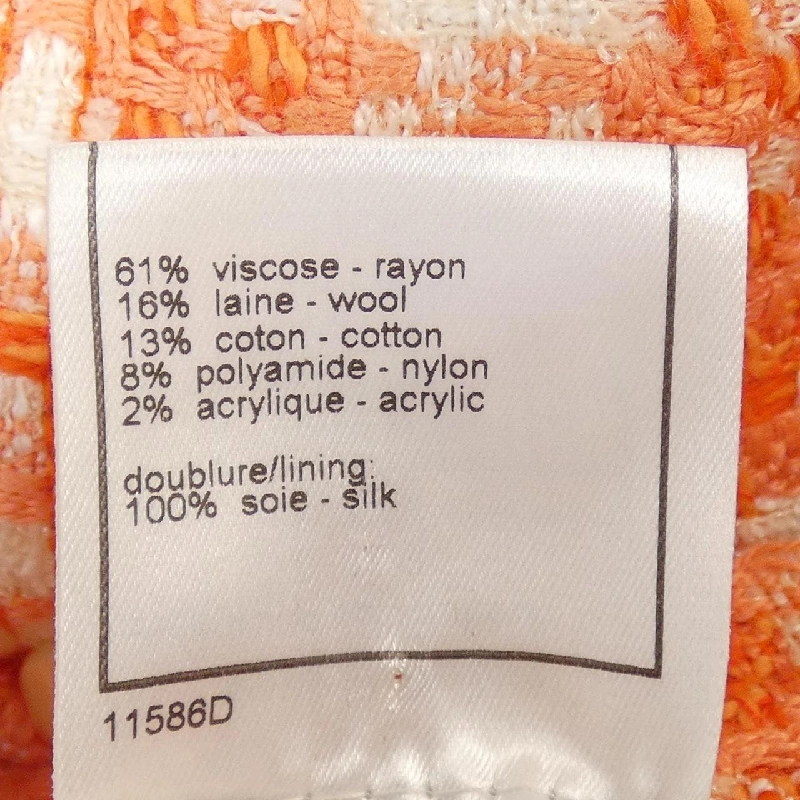 61% viscose - rayon
16% laine - wool
13% coton - cotton
8% polyamide - nylon
2% acrylique - acrylic
doublure/lining:
100% soie - silk
11586D